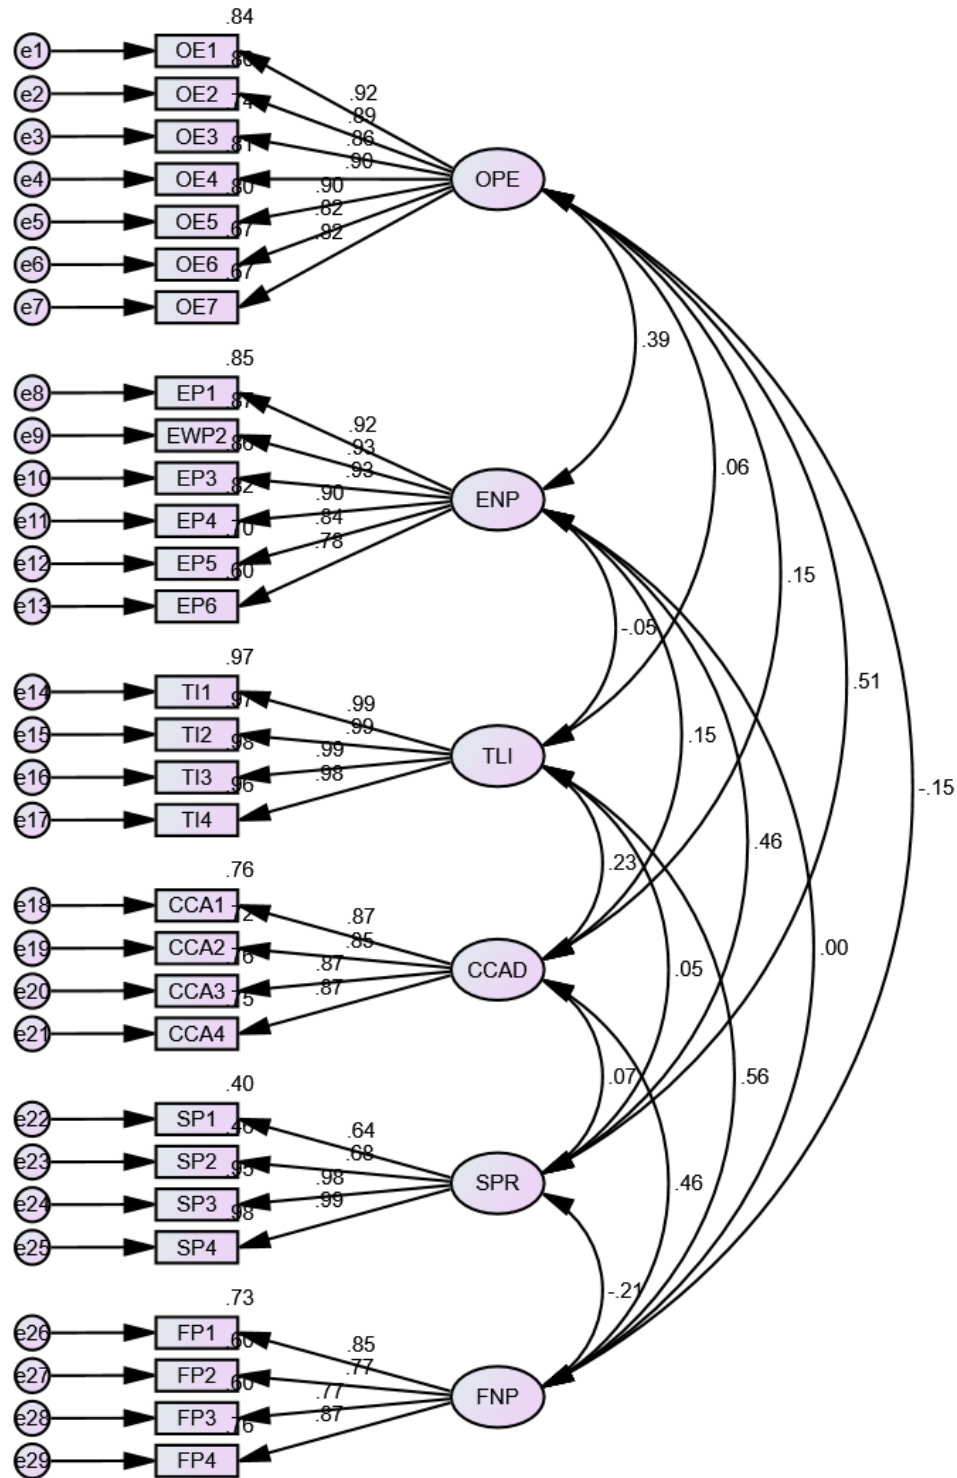 .84
e1 OE1
.80
.92
e2 OE2
.74
.89
e3 OE3
.86
.81
e4 OE4
.90
OPE
.80
.90
e5 OE5
.82
.67
e6 OE6
.82
.67
e7 OE7
.39
.85
e8 EP1
.87
.92
e9 EWP2
.93
.86
e10 EP3
.93
.06
.82
.90
ENP
e11 EP4
.84
.70
.78
e12 EP5
.60
.15
e13 EP6
-.05
.97
.51
e14 TI1
.97
.99
e15 TI2
.99
.98
.99
TLI
.15
e16 TI3
.98
.96
-.15
e17 TI4
.46
.76
.23
e18 CCA1
.72
.87
e19 CCA2
.85
.00
.76
.87
CCAD
.05
e20 CCA3
.87
.75
e21 CCA4
.40
.07
.56
e22 SP1
.46
.64
e23 SP2
.68
.95
.98
SPR
.46
e24 SP3
.99
.98
e25 SP4
.73
-.21
e26 FP1
.60
.85
e27 FP2
.77
.60
.77
FNP
e28 FP3
.87
.76
e29 FP4